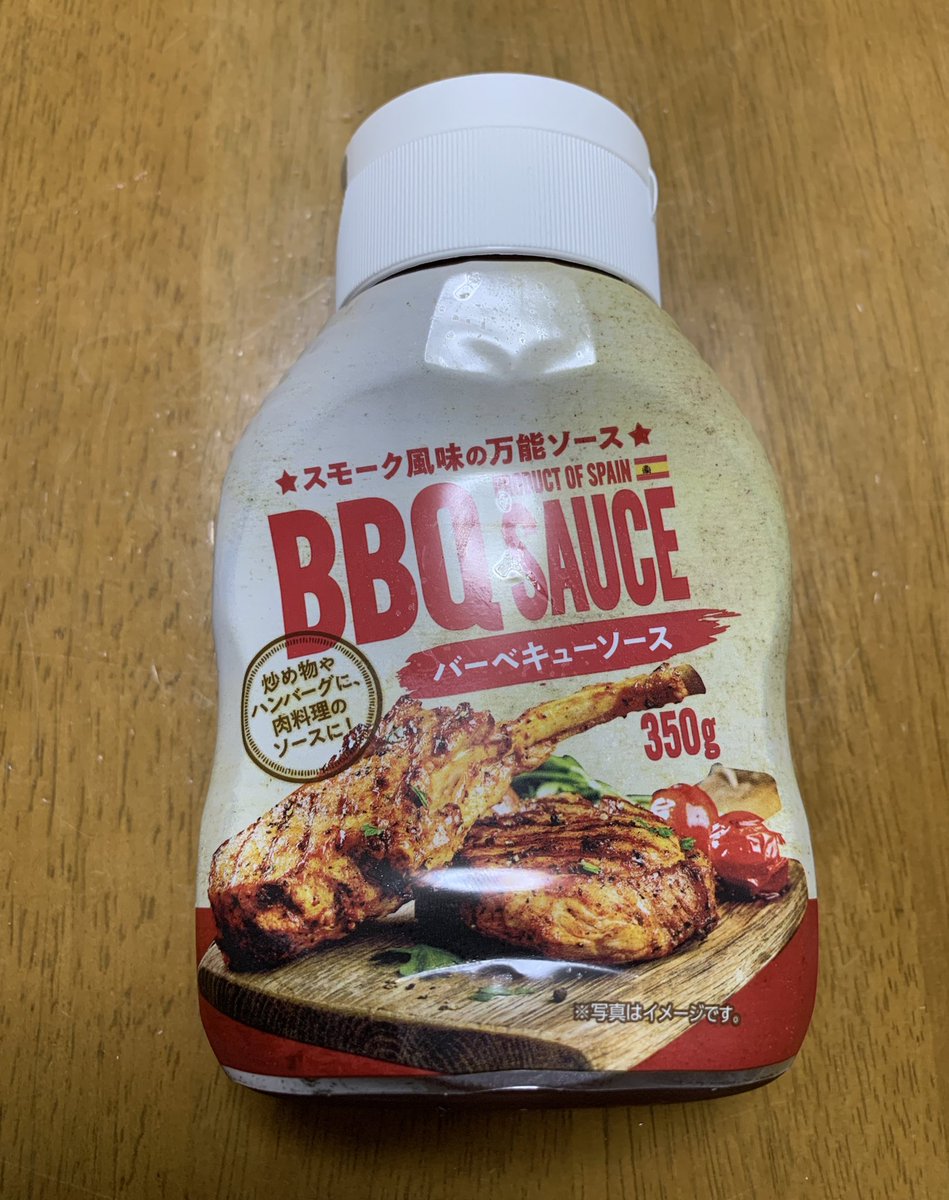 ★スモーク風味の万能ソース★
PRODUCT OF SPAIN
BBQ SAUCE
バーベキューソース
炒め物や
ハンバーグに、
肉料理の
ソースに!
350g
※写真はイメージです。